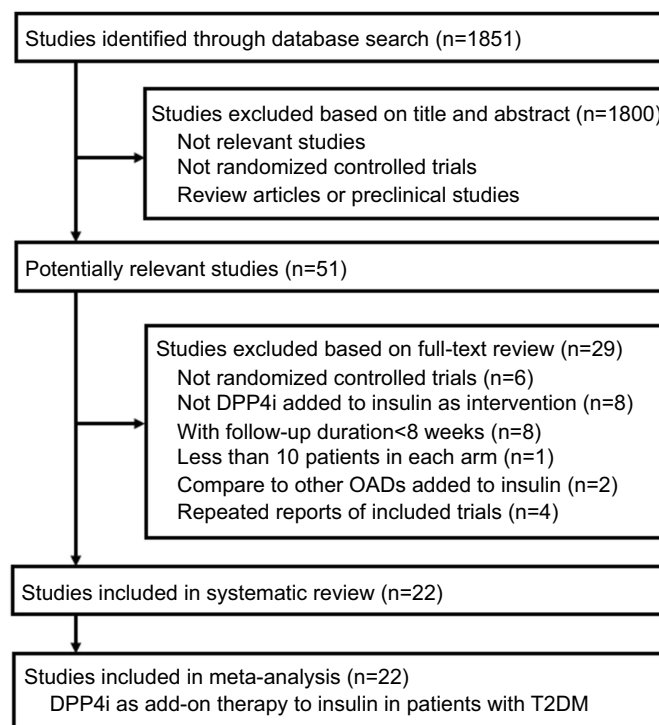 Studies identified through database search (n=1851)
Studies excluded based on title and abstract (n=1800)
Not relevant studies
Not randomized controlled trials
Review articles or preclinical studies
Potentially relevant studies (n=51)
Studies excluded based on full-text review (n=29)
Not randomized controlled trials (n=6)
Not DPP4i added to insulin as intervention (n=8)
With follow-up duration<8 weeks (n=8)
Less than 10 patients in each arm (n=1)
Compare to other OADs added to insulin (n=2)
Repeated reports of included trials (n=4)
Studies included in systematic review (n=22)
Studies included in meta-analysis (n=22)
DPP4i as add-on therapy to insulin in patients with T2DM